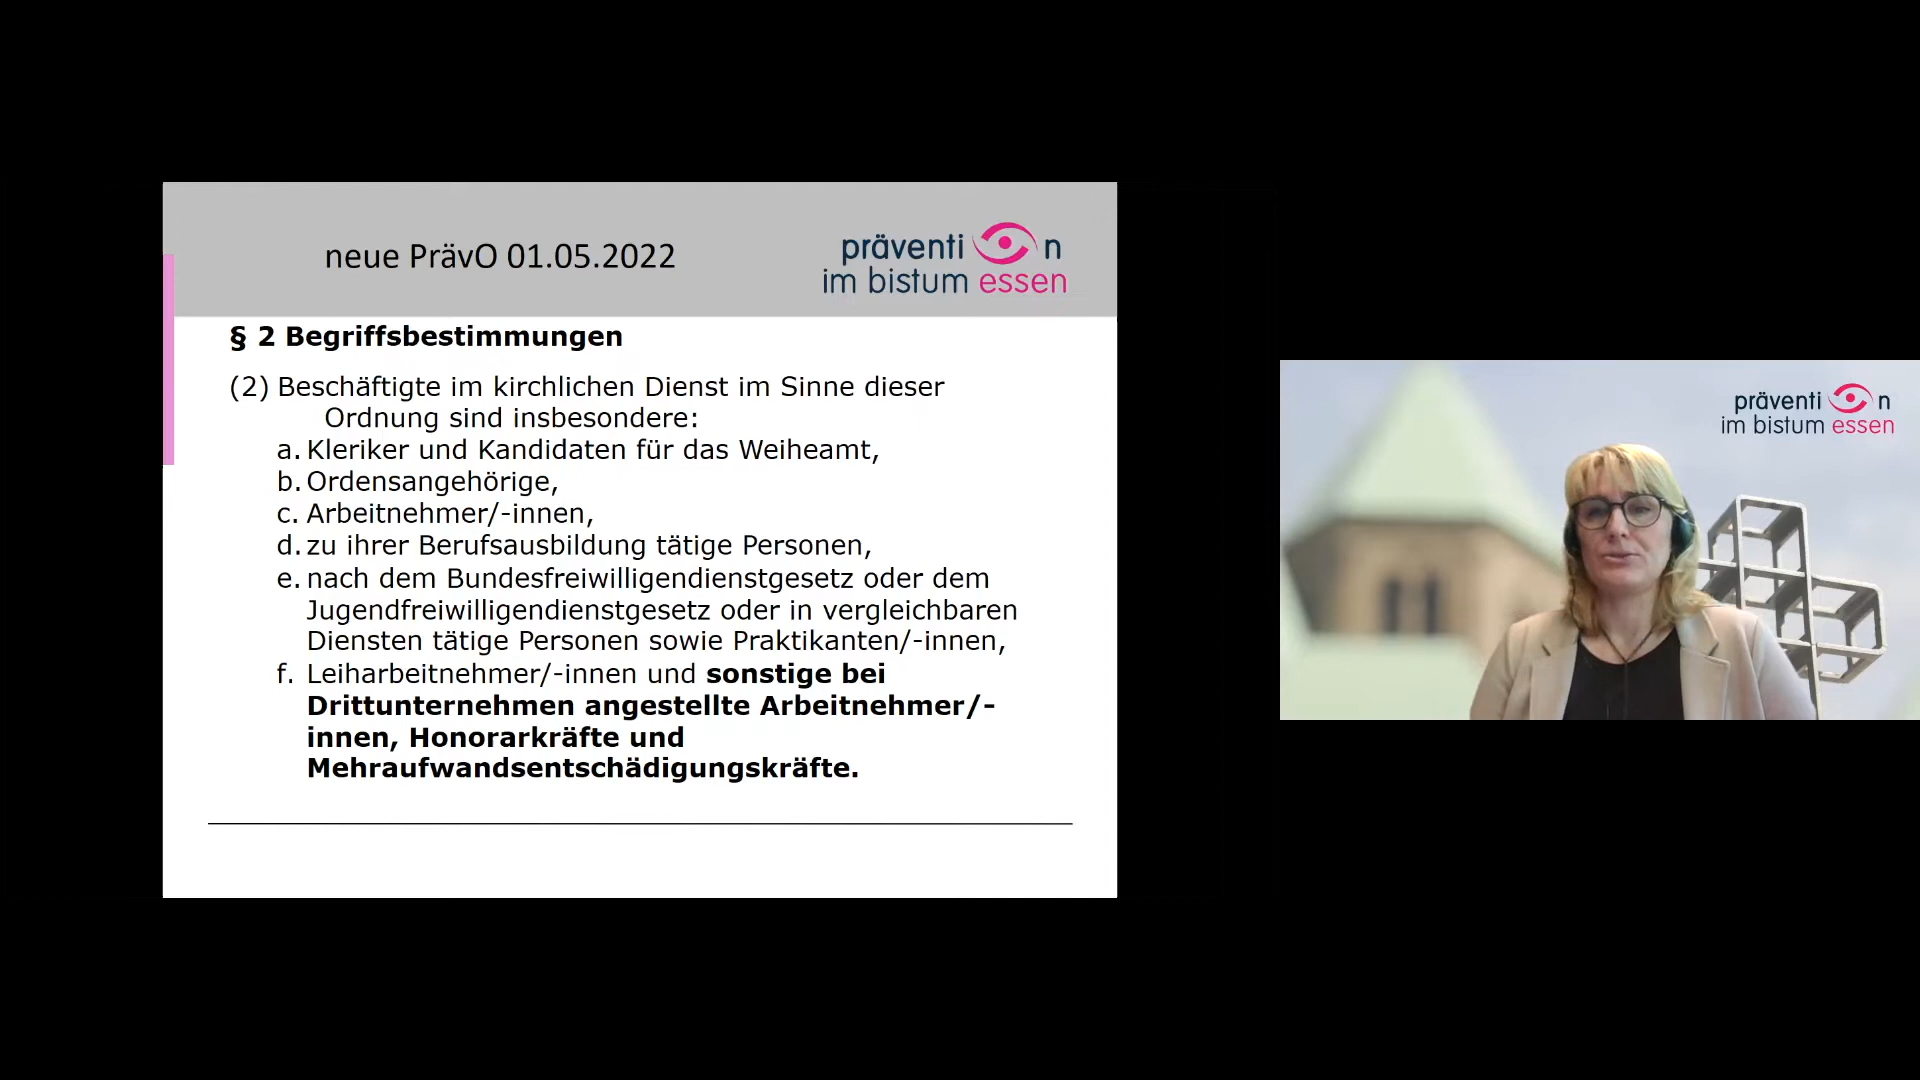 neue PrävO 01.05.2022
präventi n
im bistum essen
§ 2 Begriffsbestimmungen
(2) Beschäftigte im kirchlichen Dienst im Sinne dieser
Ordnung sind insbesondere:
a. Kleriker und Kandidaten für das Weiheamt,
b. Ordensangehörige,
c. Arbeitnehmer/-innen,
d. zu ihrer Berufsausbildung tätige Personen,
e. nach dem Bundesfreiwilligendienstgesetz oder dem
Jugendfreiwilligendienstgesetz oder in vergleichbaren
Diensten tätige Personen sowie Praktikanten/-innen,
f. Leiharbeitnehmer/-innen und sonstige bei
Drittunternehmen angestellte Arbeitnehmer/-
innen, Honorarkräfte und
Mehraufwandsentschädigungskräfte.
präventi n
im bistum essen